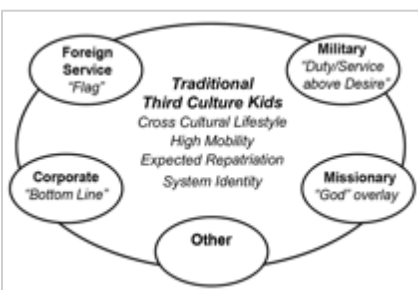 Foreign
Service
"Flag"
Military
"Duty/Service
above Desire"
Traditional
Third Culture Kids
Cross Cultural Lifestyle
High Mobility
Expected Repatriation
System Identity
Corporate
"Bottom Line"
Missionary
"God" overlay
Other